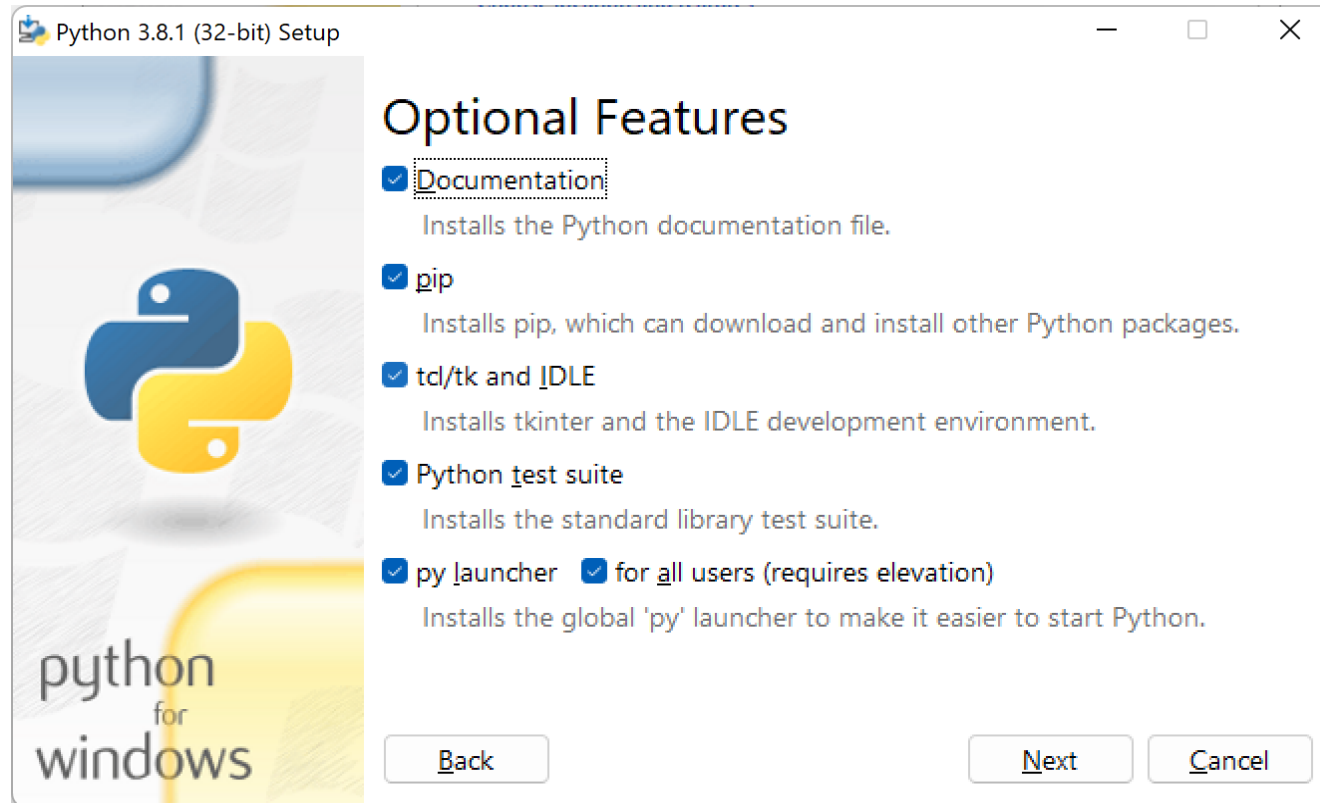 Python 3.8.1 (32-bit) Setup
Optional Features
Documentation
Installs the Python documentation file.
pip
Installs pip, which can download and install other Python packages.
tcl/tk and IDLE
Installs tkinter and the IDLE development environment.
Python test suite
Installs the standard library test suite.
py launcher for all users (requires elevation)
Installs the global 'py' launcher to make it easier to start Python.
python
for
windows
Back Next Cancel